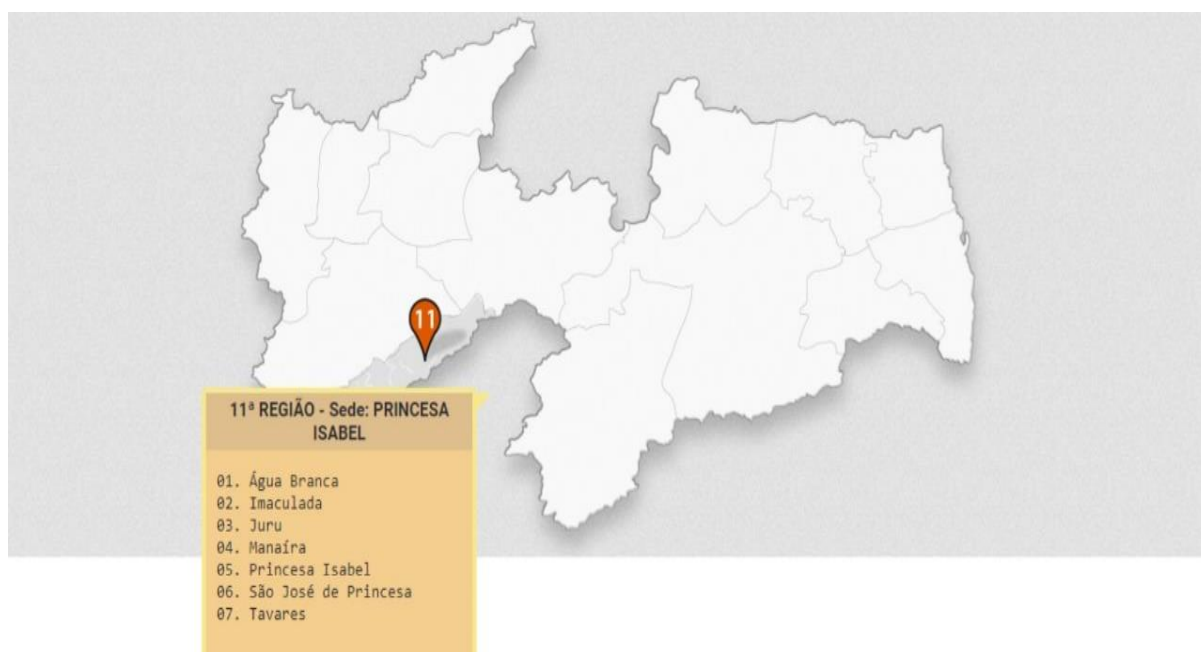 11
11ª REGIÃO - Sede: PRINCESA
ISABEL
01. Água Branca
02. Imaculada
03. Juru
04. Manaíra
05. Princesa Isabel
06. São José de Princesa
07. Tavares